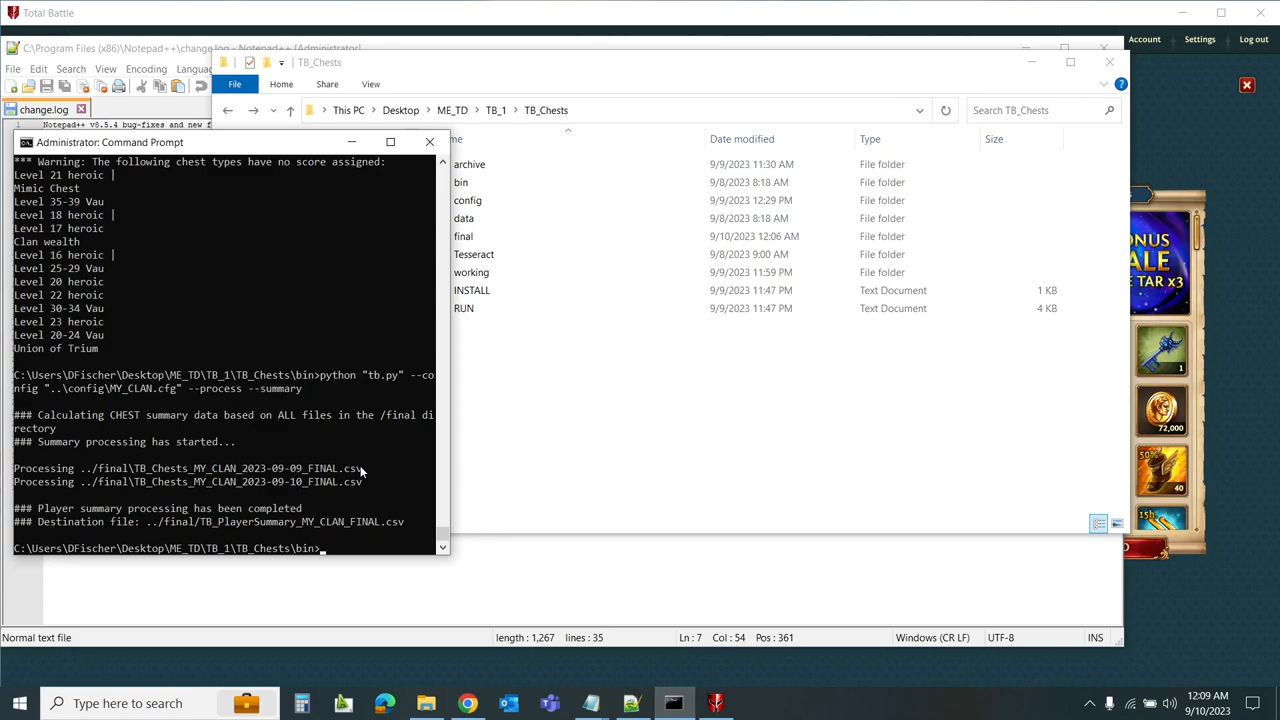 Total Battle
Account
Settings
Log out
C:\Program Files (x86)\Notepad++\change.log - Notepad++ [Administrator]
File Edit Search View Encoding
change.log
Notepad++ v8.5.4 bug-fixes and new
TB_Chests
File Home Share View
This PC Desktop ME_TD TB_1 TB_Chests
Search TB_Chests
Date modified Type Size
archive 9/9/2023 11:30 AM File folder
bin 9/8/2023 8:18 AM File folder
config 9/9/2023 12:29 PM File folder
data 9/8/2023 8:18 AM File folder
final 9/10/2023 12:06 AM File folder
Tesseract 9/8/2023 9:00 AM File folder
working 9/9/2023 11:59 PM File folder
INSTALL 9/9/2023 11:47 PM Text Document 1 KB
RUN 9/9/2023 11:47 PM Text Document 4 KB
Administrator: Command Prompt
*** Warning: The following chest types have no score assigned:
Level 21 heroic |
Mimic Chest
Level 35-39 Vau
Level 18 heroic |
Level 17 heroic
Clan wealth
Level 16 heroic |
Level 25-29 Vau
Level 20 heroic
Level 22 heroic
Level 30-34 Vau
Level 23 heroic
Level 20-24 Vau
Union of Trium
C:\Users\DFischer\Desktop\ME_TD\TB_1\TB_Chests\bin>python "tb.py" --co
nfig "..\config\MY_CLAN.cfg" --process --summary
### Calculating CHEST summary data based on ALL files in the /final di
rectory
### Summary processing has started...
Processing ../final\TB_Chests_MY_CLAN_2023-09-09_FINAL.csv
Processing ../final\TB_Chests_MY_CLAN_2023-09-10_FINAL.csv
### Player summary processing has been completed
### Destination file: ../final/TB_PlayerSummary_MY_CLAN_FINAL.csv
C:\Users\DFischer\Desktop\ME_TD\TB_1\TB_Chests\bin>
1
72,000
50%
40
15h
Normal text file length : 1,267 lines : 35 Ln : 7 Col : 54 Pos : 361 Windows (CR LF) UTF-8 INS
Type here to search
12:09 AM
9/10/2023